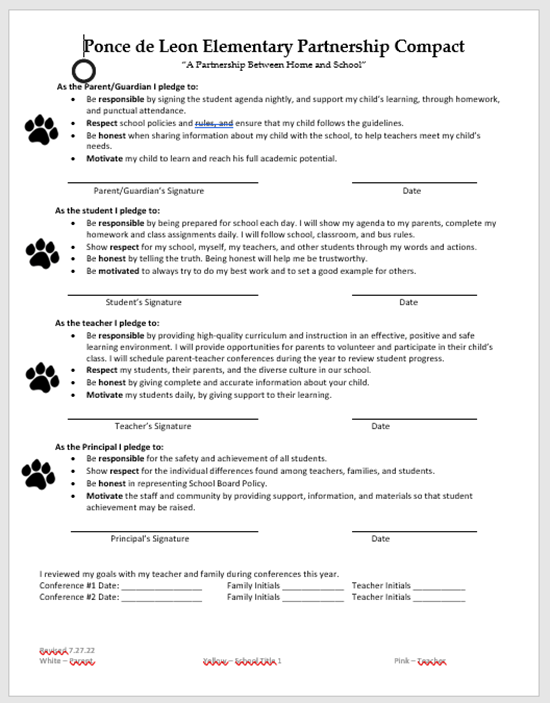 Ponce de Leon Elementary Partnership Compact
"A Partnership Between Home and School"
As the Parent/Guardian I pledge to:
• Be responsible by signing the student agenda nightly, and support my child's learning, through homework,
and punctual attendance.
• Respect school policies and rules, and ensure that my child follows the guidelines.
• Be honest when sharing information about my child with the school, to help teachers meet my child's
needs.
• Motivate my child to learn and reach his full academic potential.
Parent/Guardian's Signature Date
As the student I pledge to:
• Be responsible by being prepared for school each day. I will show my agenda to my parents, complete my
homework and class assignments daily. I will follow school, classroom, and bus rules.
• Show respect for my school, myself, my teachers, and other students through my words and actions.
• Be honest by telling the truth. Being honest will help me be trustworthy.
• Be motivated to always try to do my best work and to set a good example for others.
Student's Signature Date
As the teacher I pledge to:
• Be responsible by providing high-quality curriculum and instruction in an effective, positive and safe
learning environment. I will provide opportunities for parents to volunteer and participate in their child's
class. I will schedule parent-teacher conferences during the year to review student progress.
• Respect my students, their parents, and the diverse culture in our school.
• Be honest by giving complete and accurate information about your child.
• Motivate my students daily, by giving support to their learning.
Teacher's Signature Date
As the Principal I pledge to:
• Be responsible for the safety and achievement of all students.
• Show respect for the individual differences found among teachers, families, and students.
• Be honest in representing School Board Policy.
• Motivate the staff and community by providing support, information, and materials so that student
achievement may be raised.
Principal's Signature Date
I reviewed my goals with my teacher and family during conferences this year.
Conference #1 Date: ________________ Family Initials ____________ Teacher Initials __________
Conference #2 Date: ________________ Family Initials ____________ Teacher Initials __________
Revised 7.27.22
White – Parent Yellow – School Title 1 Pink – Teacher